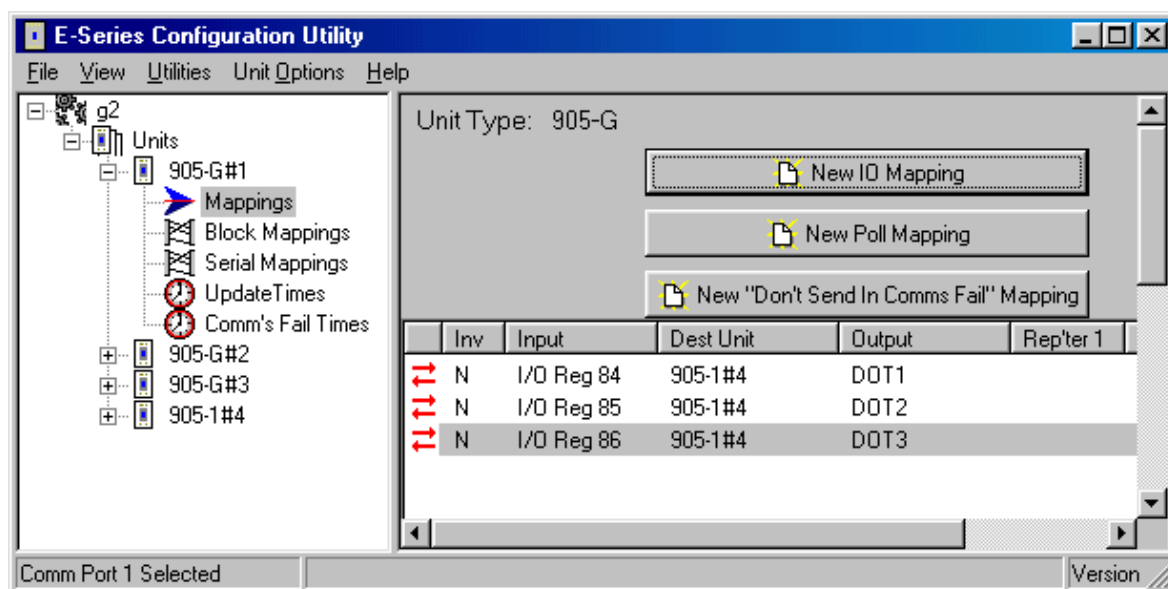 E-Series Configuration Utility
File View Utilities Unit Options Help
g2
Units
905-G#1
Mappings
Block Mappings
Serial Mappings
UpdateTimes
Comm's Fail Times
905-G#2
905-G#3
905-1#4
Unit Type: 905-G
New IO Mapping
New Poll Mapping
New "Don't Send In Comms Fail" Mapping
Inv Input Dest Unit Output Rep'ter 1
N I/O Reg 84 905-1#4 DOT1
N I/O Reg 85 905-1#4 DOT2
N I/O Reg 86 905-1#4 DOT3
Comm Port 1 Selected
Version